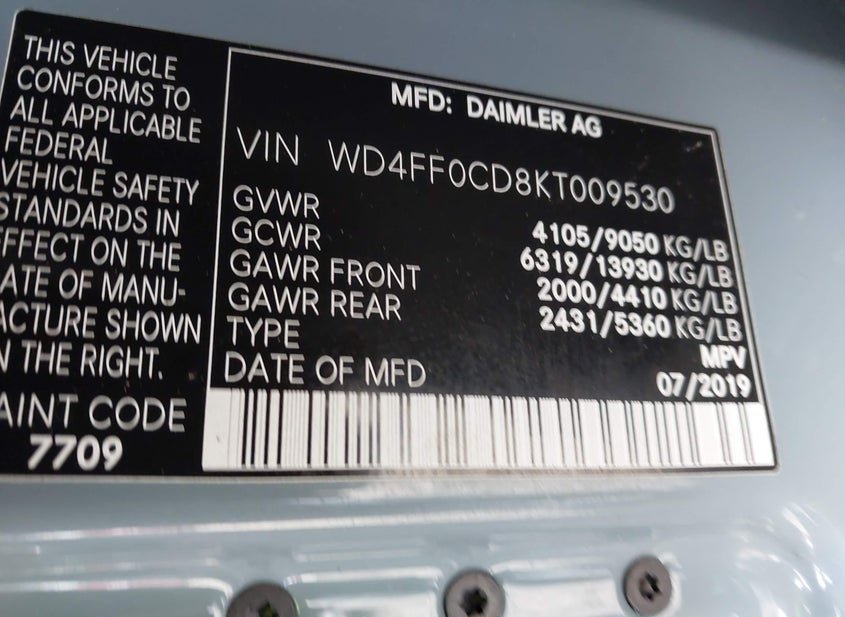 THIS VEHICLE
CONFORMS TO
ALL APPLICABLE
FEDERAL
VEHICLE SAFETY
STANDARDS IN
EFFECT ON THE
ATE OF MANU-
ACTURE SHOWN
N THE RIGHT.
AINT CODE
7709
MFD: DAIMLER AG
VIN WD4FF0CD8KT009530
GVWR 4105/9050 KG/LB
GCWR 6319/13930 KG/LB
GAWR FRONT 2000/4410 KG/LB
GAWR REAR 2431/5360 KG/LB
TYPE MPV
DATE OF MFD 07/2019